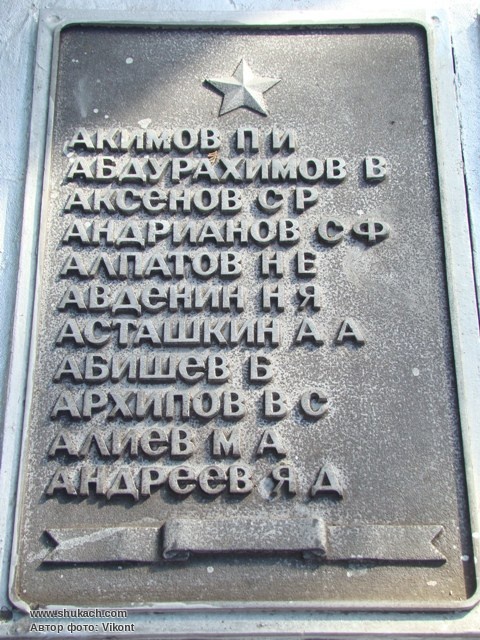 АКИМОВ П И
АБДУРАХИМОВ В
АКСЕНОВ С Р
АНДРИАНОВ С Ф
АЛПАТОВ Н Е
АВДЕНИН Н Я
АСТАШКИН А А
АБИШЕВ Б
АРХИПОВ В С
АЛИЕВ М А
АНДРЕЕВ Я Д
www.shukach.com
Автор фото: Vikont